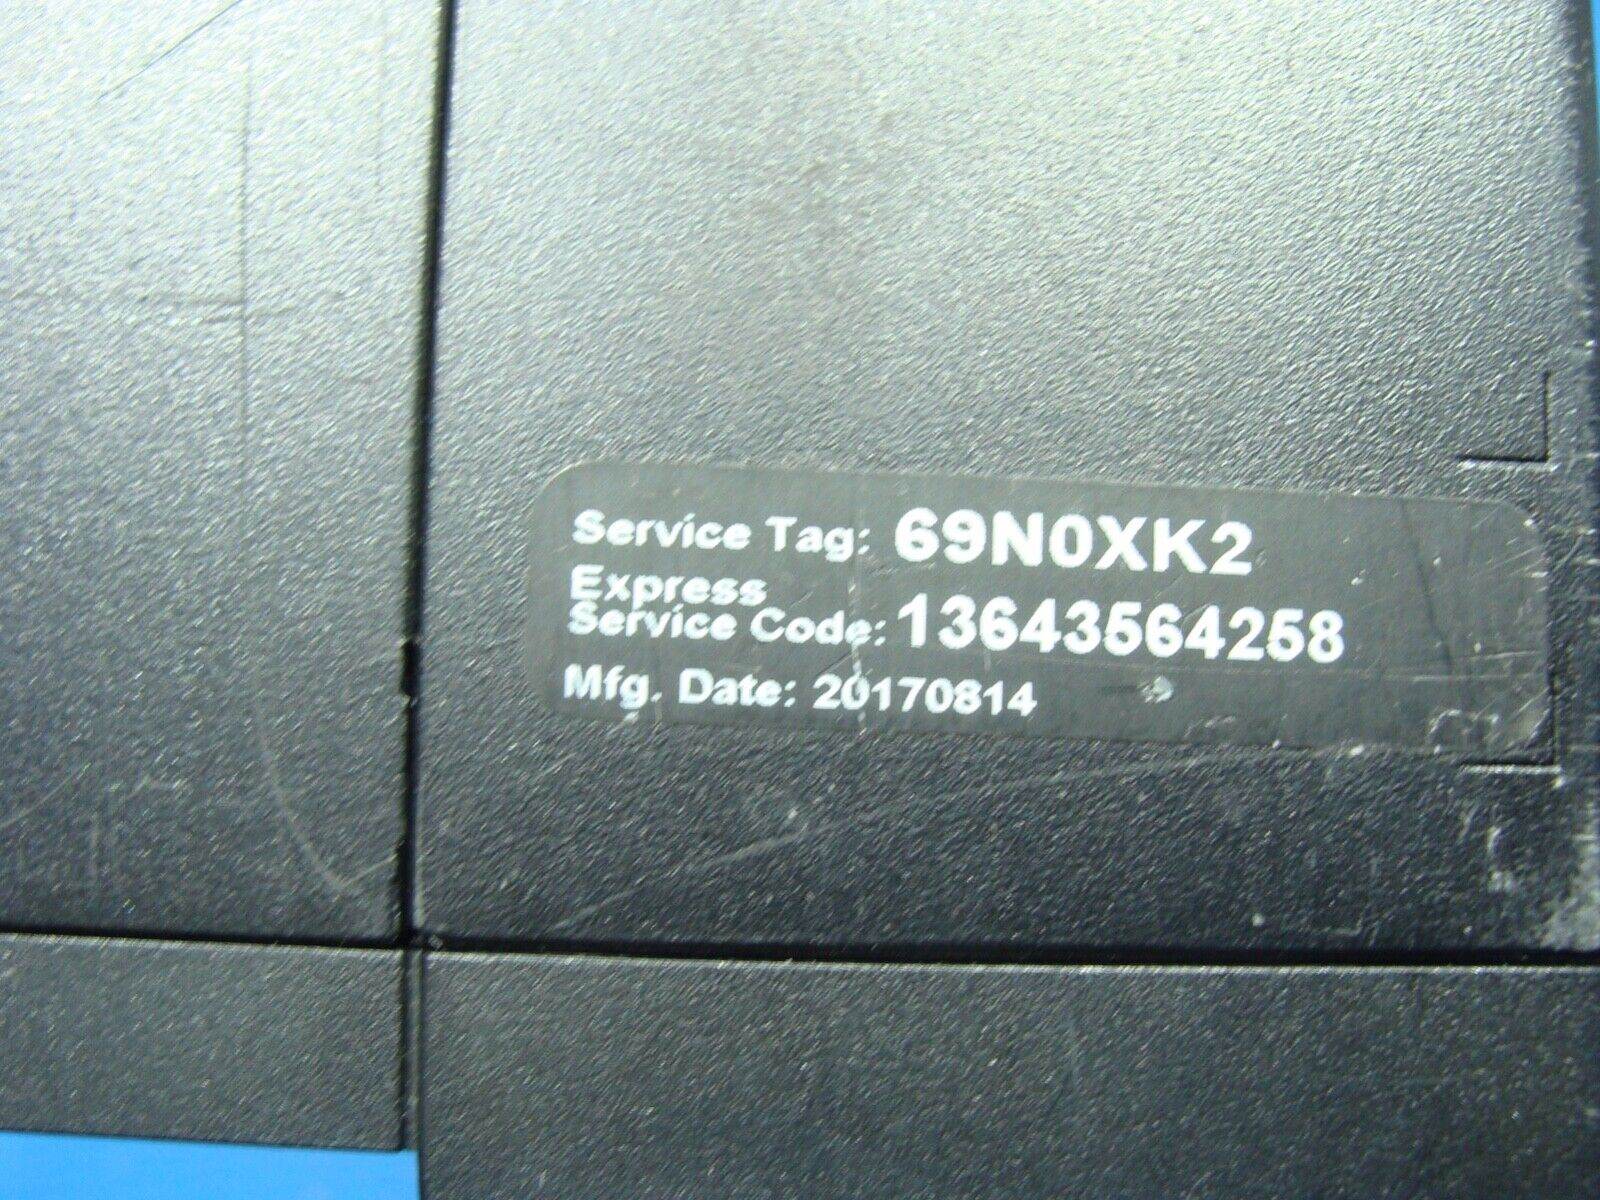 Service Tag: 69N0XK2
Express
Service Code: 13643564258
Mfg. Date: 20170814